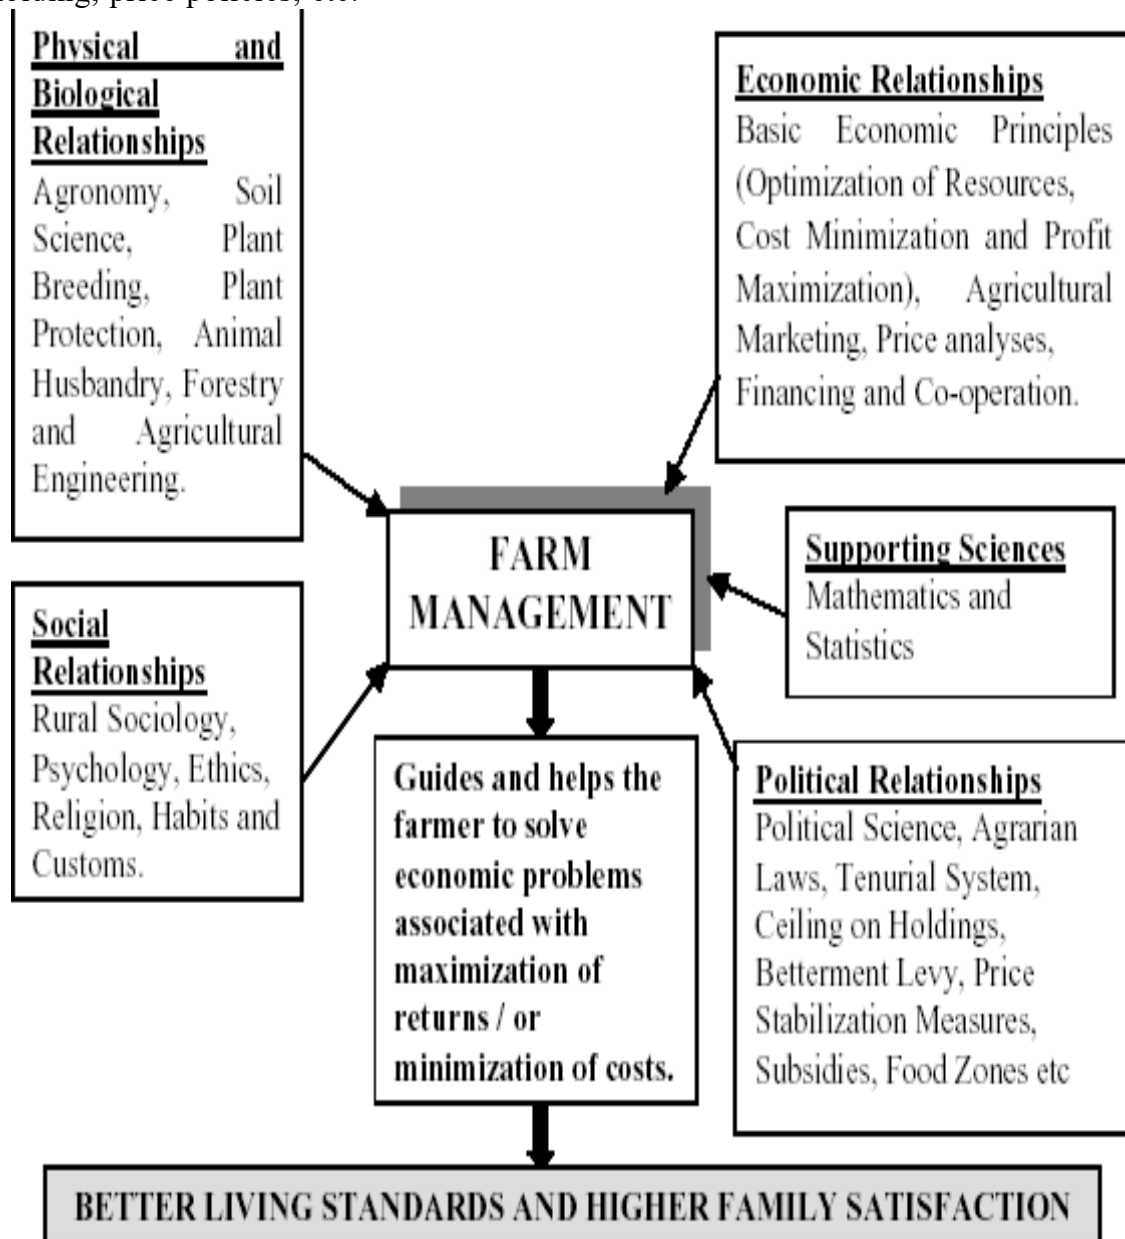 price policies, etc.
Physical and
Biological
Relationships
Agronomy, Soil
Science, Plant
Breeding, Plant
Protection, Animal
Husbandry, Forestry
and Agricultural
Engineering.
Economic Relationships
Basic Economic Principles
(Optimization of Resources,
Cost Minimization and Profit
Maximization), Agricultural
Marketing, Price analyses,
Financing and Co-operation.
FARM
MANAGEMENT
Supporting Sciences
Mathematics and
Statistics
Social
Relationships
Rural Sociology,
Psychology, Ethics,
Religion, Habits and
Customs.
Guides and helps the
farmer to solve
economic problems
associated with
maximization of
returns / or
minimization of costs.
Political Relationships
Political Science, Agrarian
Laws, Tenurial System,
Ceiling on Holdings,
Betterment Levy, Price
Stabilization Measures,
Subsidies, Food Zones etc
BETTER LIVING STANDARDS AND HIGHER FAMILY SATISFACTION